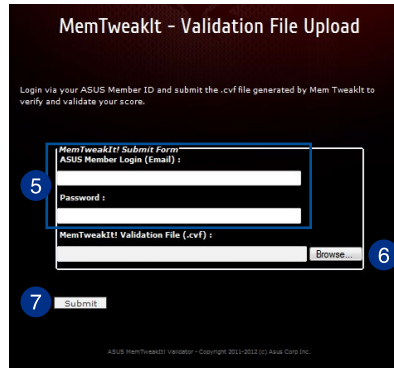 MemTweakIt - Validation File Upload
Login via your ASUS Member ID and submit the .cvf file generated by Mem TweakIt to
verify and validate your score.
MemTweakIt! Submit Form
ASUS Member Login (Email) :
5
Password :
MemTweakIt! Validation File (.cvf) :
Browse...
6
7
Submit
ASUS MemTweakIt! Validator - Copyright 2011-2012 (c) Asus Corp Inc.